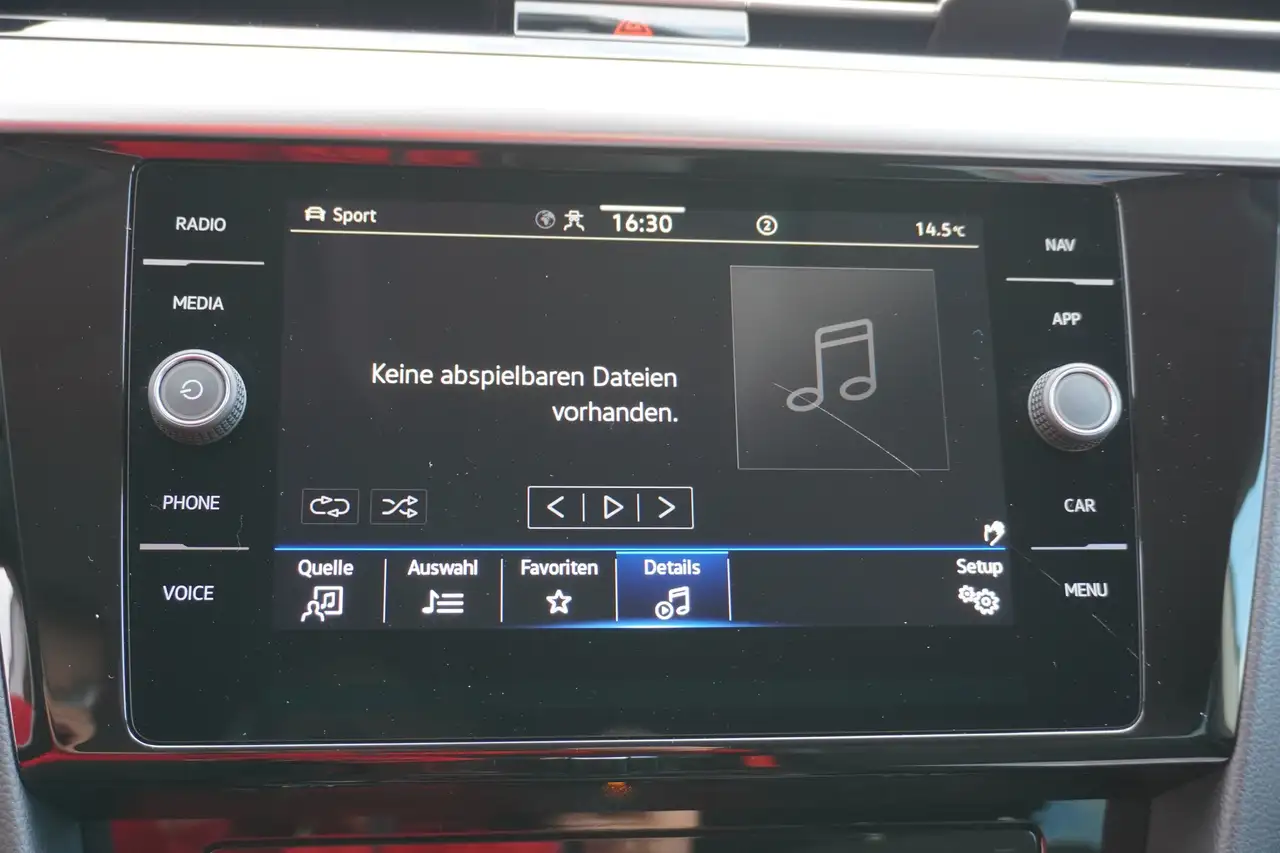 RADIO
MEDIA
PHONE
VOICE
Sport
16:30
2
14.5°C
Keine abspielbaren Dateien
vorhanden.
Quelle
Auswahl
Favoriten
Details
Setup
NAV
APP
CAR
MENU